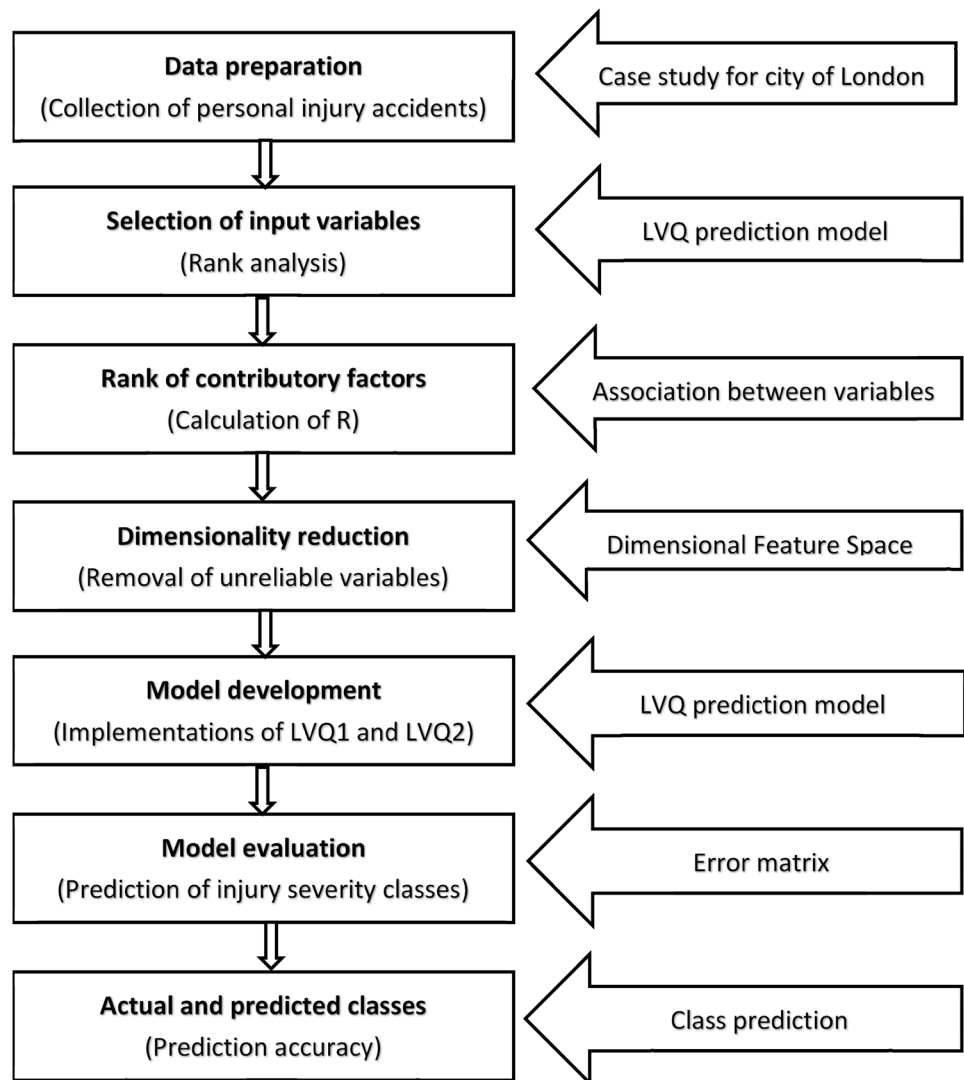 Data preparation
(Collection of personal injury accidents)
Case study for city of London
Selection of input variables
(Rank analysis)
LVQ prediction model
Rank of contributory factors
(Calculation of R)
Association between variables
Dimensionality reduction
(Removal of unreliable variables)
Dimensional Feature Space
Model development
(Implementations of LVQ1 and LVQ2)
LVQ prediction model
Model evaluation
(Prediction of injury severity classes)
Error matrix
Actual and predicted classes
(Prediction accuracy)
Class prediction